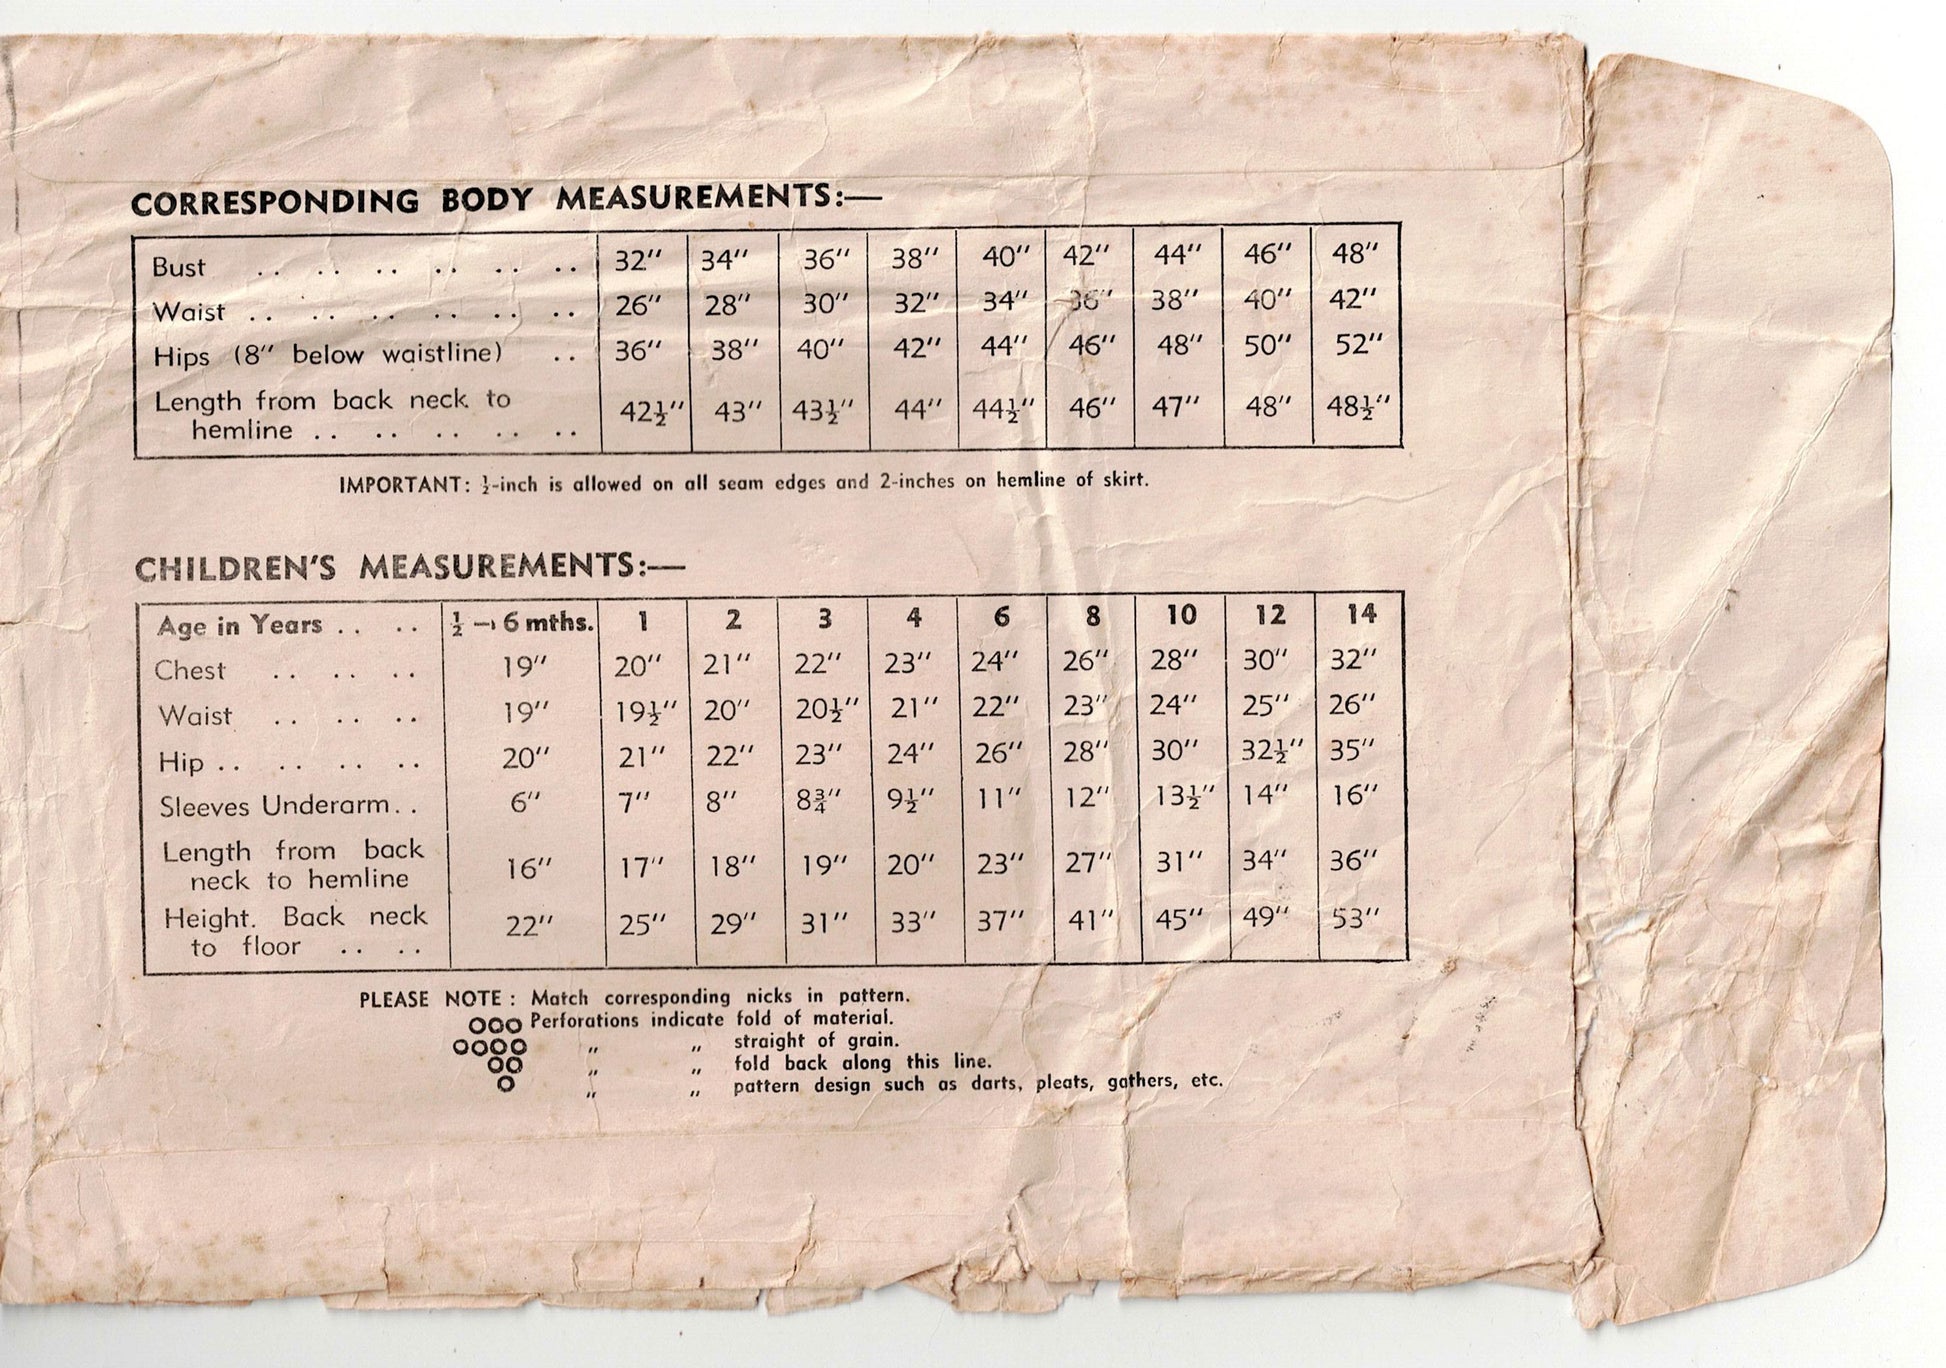 CORRESPONDING BODY MEASUREMENTS:—
Bust .. .. .. .. .. .. 32″ 34″ 36″ 38″ 40″ 42″ 44″ 46″ 48″
Waist .. .. .. .. .. .. 26″ 28″ 30″ 32″ 34″ 36″ 38″ 40″ 42″
Hips (8″ below waistline) .. 36″ 38″ 40″ 42″ 44″ 46″ 48″ 50″ 52″
Length from back neck to
hemline .. .. .. .. .. 42½″ 43″ 43½″ 44″ 44½″ 46″ 47″ 48″ 48½″
IMPORTANT: ½-inch is allowed on all seam edges and 2-inches on hemline of skirt.
CHILDREN'S MEASUREMENTS:—
Age in Years .. .. ½ — 6 mths. 1 2 3 4 6 8 10 12 14
Chest .. .. .. 19″ 20″ 21″ 22″ 23″ 24″ 26″ 28″ 30″ 32″
Waist .. .. .. 19″ 19½″ 20″ 20½″ 21″ 22″ 23″ 24″ 25″ 26″
Hip .. .. .. .. 20″ 21″ 22″ 23″ 24″ 26″ 28″ 30″ 32½″ 35″
Sleeves Underarm .. 6″ 7″ 8″ 8¾″ 9½″ 11″ 12″ 13½″ 14″ 16″
Length from back
neck to hemline 16″ 17″ 18″ 19″ 20″ 23″ 27″ 31″ 34″ 36″
Height. Back neck
to floor .. .. 22″ 25″ 29″ 31″ 33″ 37″ 41″ 45″ 49″ 53″
PLEASE NOTE : Match corresponding nicks in pattern.
OOO Perforations indicate fold of material.
OOOO ,, ,, straight of grain.
OO ,, ,, fold back along this line.
O ,, ,, pattern design such as darts, pleats, gathers, etc.